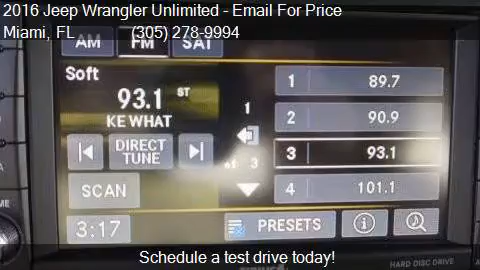 2016 Jeep Wrangler Unlimited - Email For Price
Miami, FL (305) 278-9994
AM FM SAT
Soft
93.1 ST
KE WHAT
DIRECT
TUNE
SCAN
3:17
1
3
1 89.7
2 90.9
3 93.1
4 101.1
PRESETS
HARD DISC DRIVE
Schedule a test drive today!